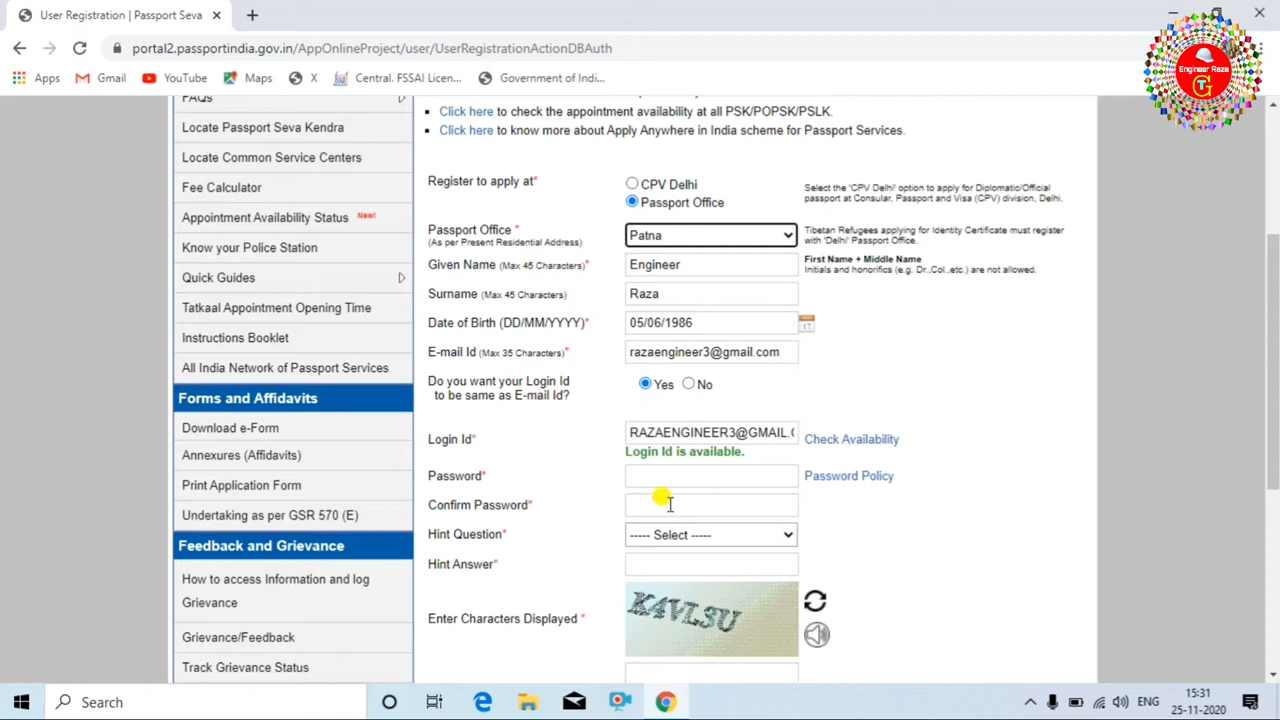 User Registration | Passport Seva
portal2.passportindia.gov.in/AppOnlineProject/user/UserRegistrationActionDBAuth
Apps Gmail YouTube Maps X Central. FSSAI Licen... Government of Indi...
Engineer Raza
TG
FAQs
Locate Passport Seva Kendra
Locate Common Service Centers
Fee Calculator
Appointment Availability Status New!
Know your Police Station
Quick Guides
Tatkaal Appointment Opening Time
Instructions Booklet
All India Network of Passport Services
Forms and Affidavits
Download e-Form
Annexures (Affidavits)
Print Application Form
Undertaking as per GSR 570 (E)
Feedback and Grievance
How to access Information and log
Grievance
Grievance/Feedback
Track Grievance Status
Click here to check the appointment availability at all PSK/POPSK/PSLK.
Click here to know more about Apply Anywhere in India scheme for Passport Services.
Register to apply at*
CPV Delhi
Passport Office
Select the 'CPV Delhi' option to apply for Diplomatic/Official
passport at Consular, Passport and Visa (CPV) division, Delhi.
Passport Office *
(As per Present Residential Address)
Patna
Tibetan Refugees applying for Identity Certificate must register
with 'Delhi' Passport Office.
Given Name (Max 45 Characters)*
Engineer
First Name + Middle Name
Initials and honorifics (e.g. Dr.,Col.,etc.) are not allowed.
Surname (Max 45 Characters)
Raza
Date of Birth (DD/MM/YYYY)*
05/06/1986
17
E-mail Id (Max 35 Characters)*
razaengineer3@gmail.com
Do you want your Login Id
to be same as E-mail Id?
Yes No
Login Id*
RAZAENGINEER3@GMAIL.C
Check Availability
Login Id is available.
Password*
Password Policy
Confirm Password*
Hint Question*
----- Select -----
Hint Answer*
Enter Characters Displayed *
K4VL3U
Search
ENG
15:31
25-11-2020